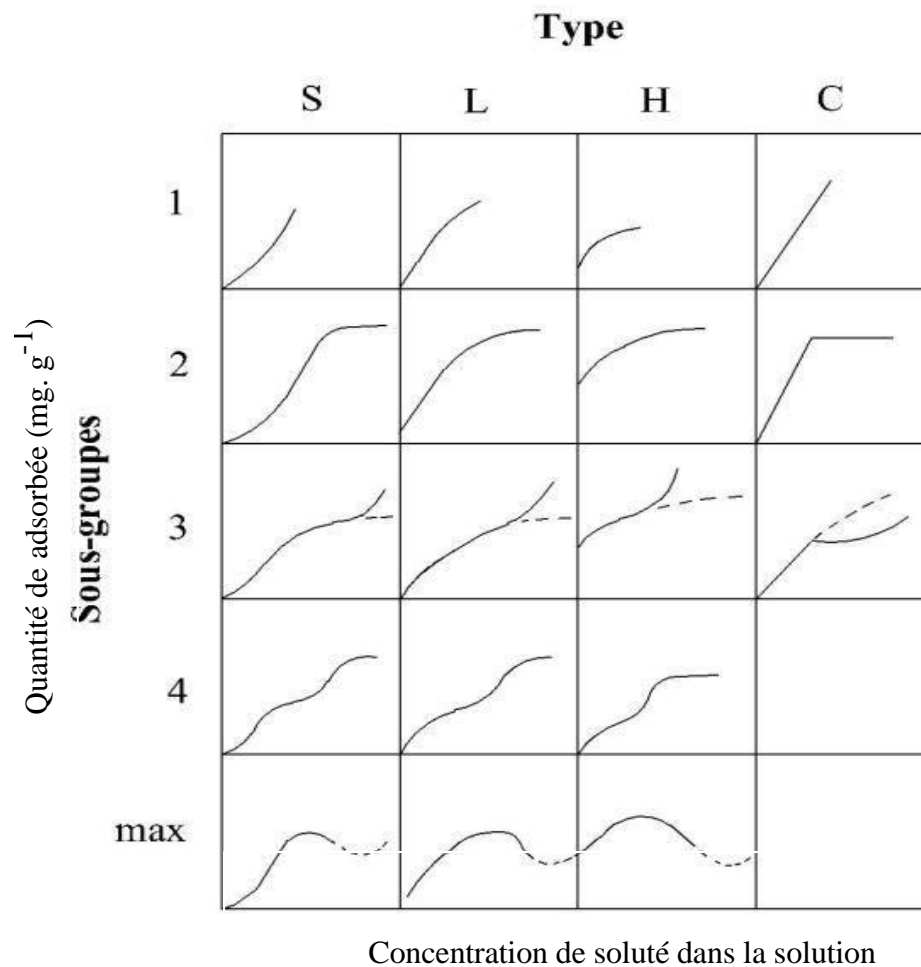 Type
S L H C
1
2
3
4
max
Quantité de adsorbée (mg. g-1)
Sous-groupes
Concentration de soluté dans la solution